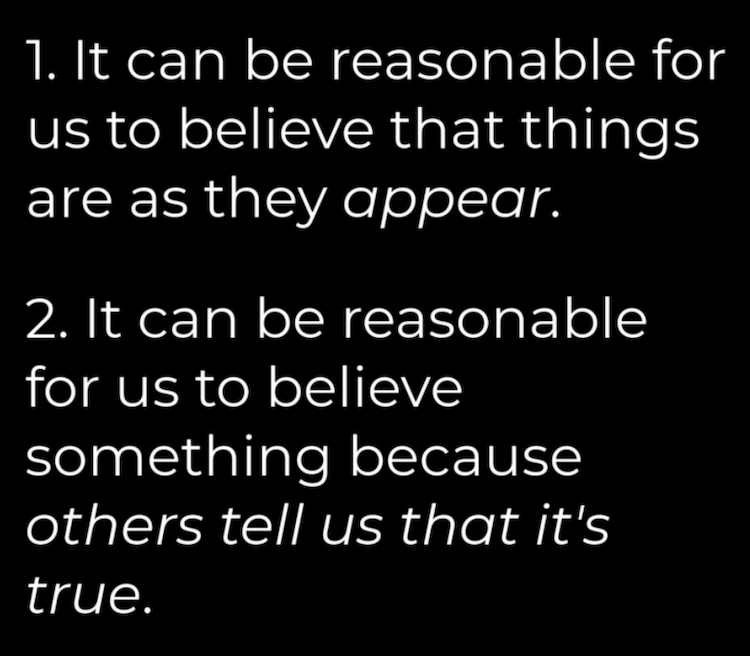 1. It can be reasonable for
us to believe that things
are as they appear.
2. It can be reasonable
for us to believe
something because
others tell us that it's
true.